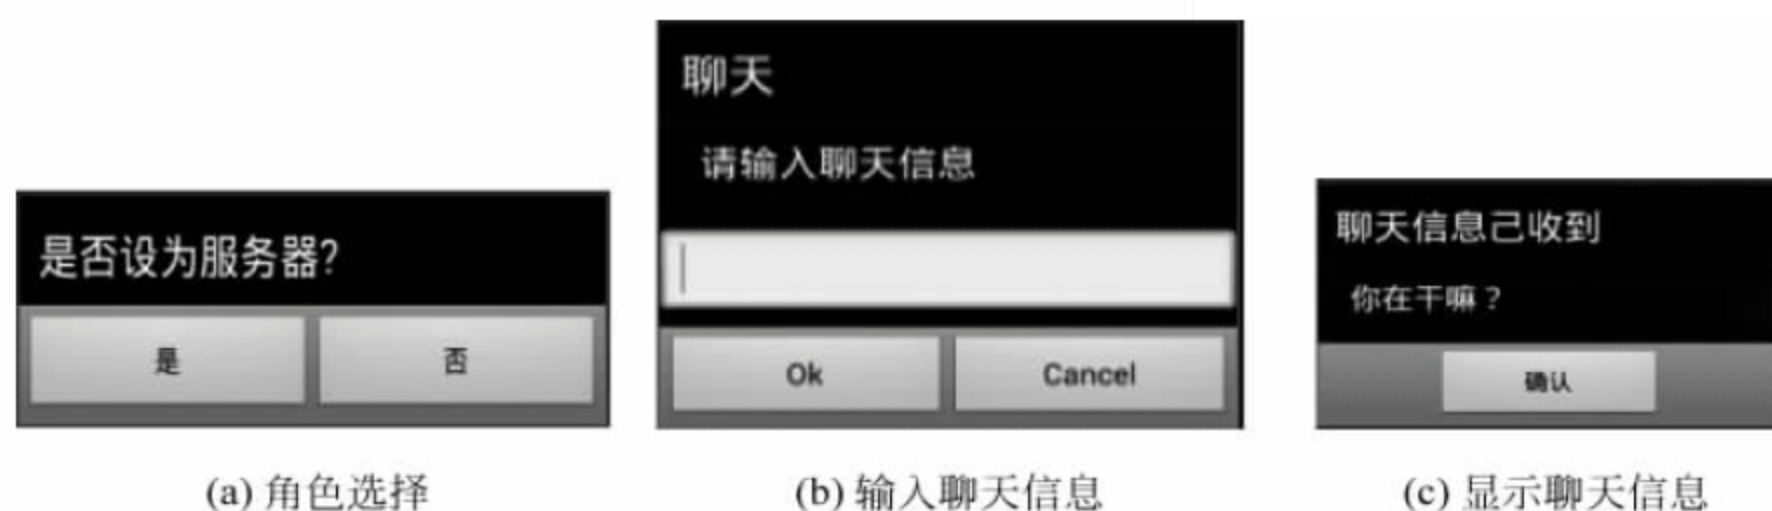 是否设为服务器?
是
否
(a) 角色选择
聊天
请输入聊天信息
Ok
Cancel
(b) 输入聊天信息
聊天信息己收到
你在干嘛？
确认
(c) 显示聊天信息